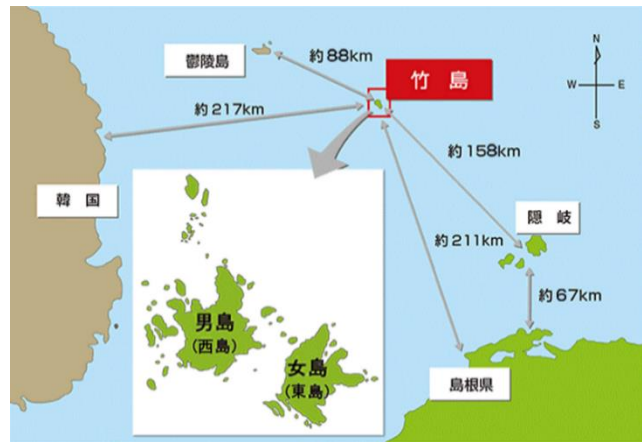 鬱陵島
約88km
竹島
N
W E
S
約217km
約158km
韓国
隠岐
約211km
約67km
男島
(西島)
女島
(東島)
島根県